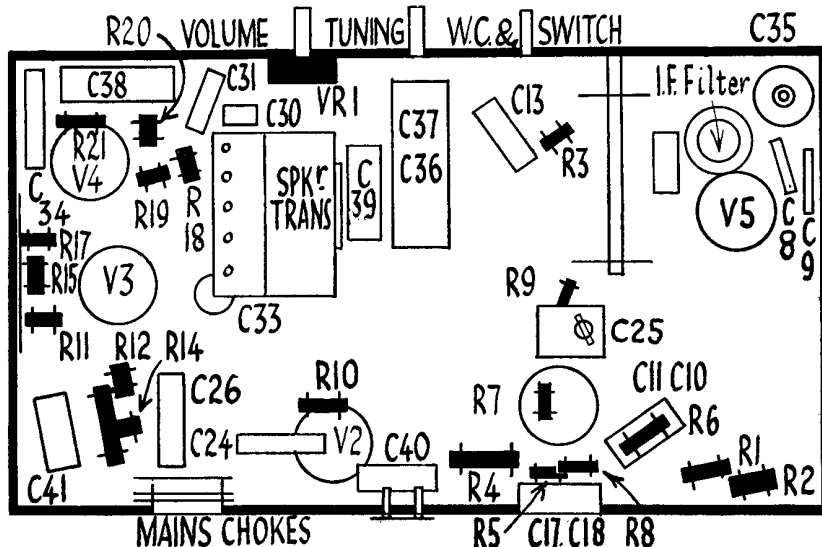 R20 VOLUME TUNING W.C.& SWITCH C35
C38
C31
C30
VR1
C37
C36
C13
R3
I.F. Filter
R21
V4
R19
R
18
SPKr.
TRANS
C
39
V5
C
8
C
9
C
34
R17
R15
V3
C33
R9
C25
R11
R12
R14
C26
R10
R7
C11 C10
R6
C24
V2
C40
C41
R4
R1
R2
MAINS CHOKES
R5
C17, C18
R8